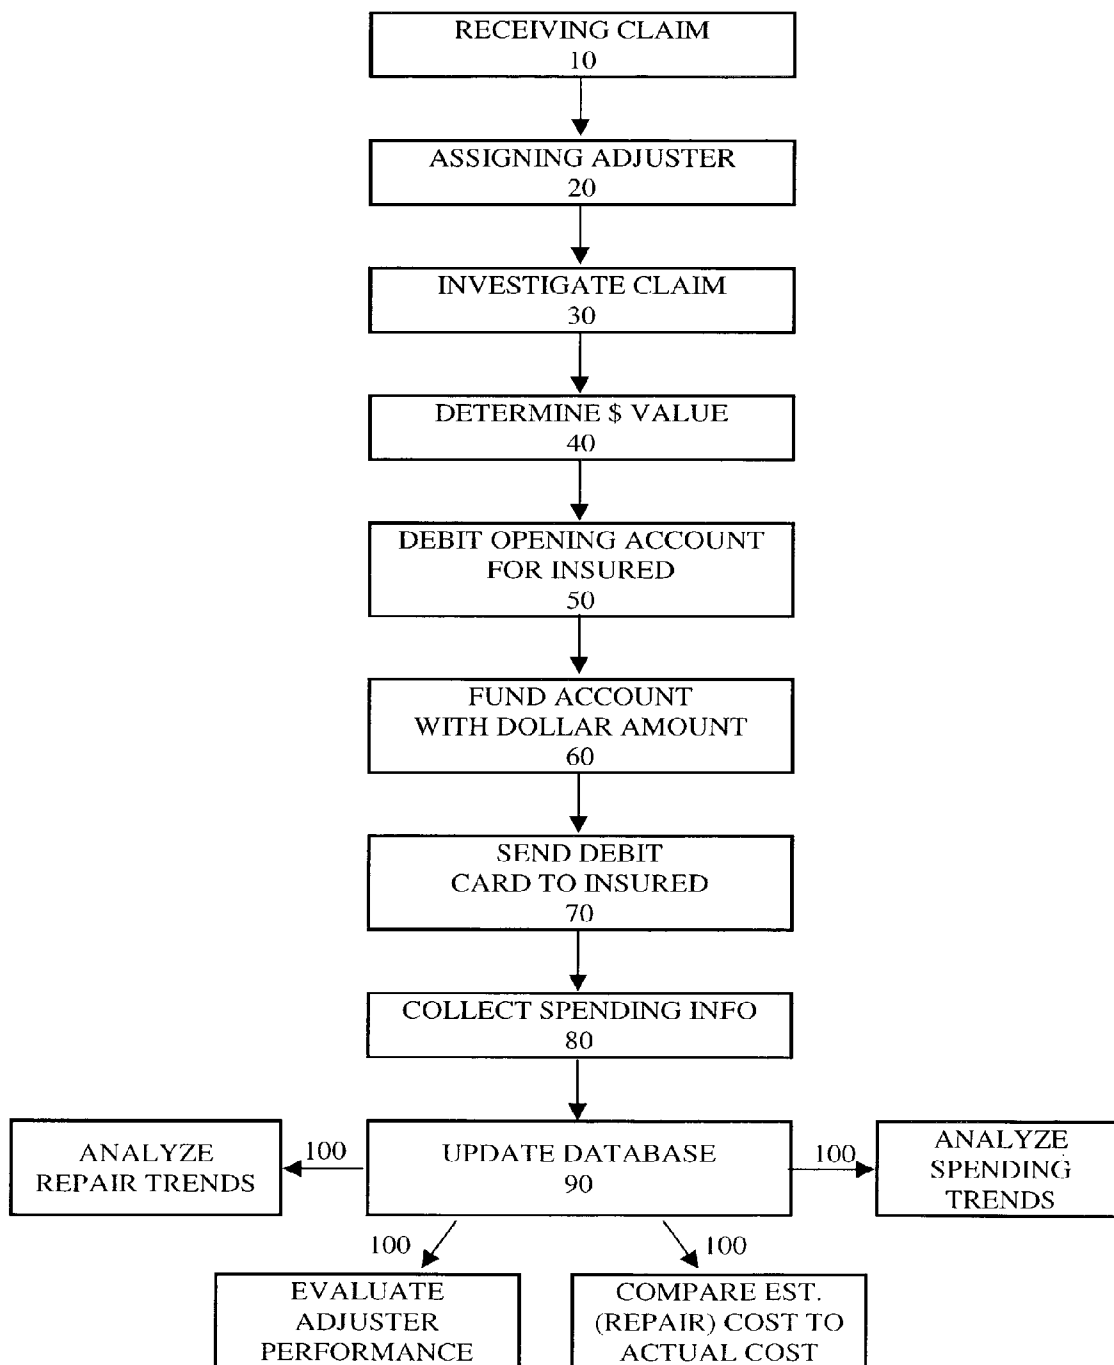 RECEIVING CLAIM
10
ASSIGNING ADJUSTER
20
INVESTIGATE CLAIM
30
DETERMINE $ VALUE
40
DEBIT OPENING ACCOUNT
FOR INSURED
50
FUND ACCOUNT
WITH DOLLAR AMOUNT
60
SEND DEBIT
CARD TO INSURED
70
COLLECT SPENDING INFO
80
ANALYZE
REPAIR TRENDS
100
UPDATE DATABASE
90
100
ANALYZE
SPENDING
TRENDS
100
100
EVALUATE
ADJUSTER
PERFORMANCE
COMPARE EST.
(REPAIR) COST TO
ACTUAL COST